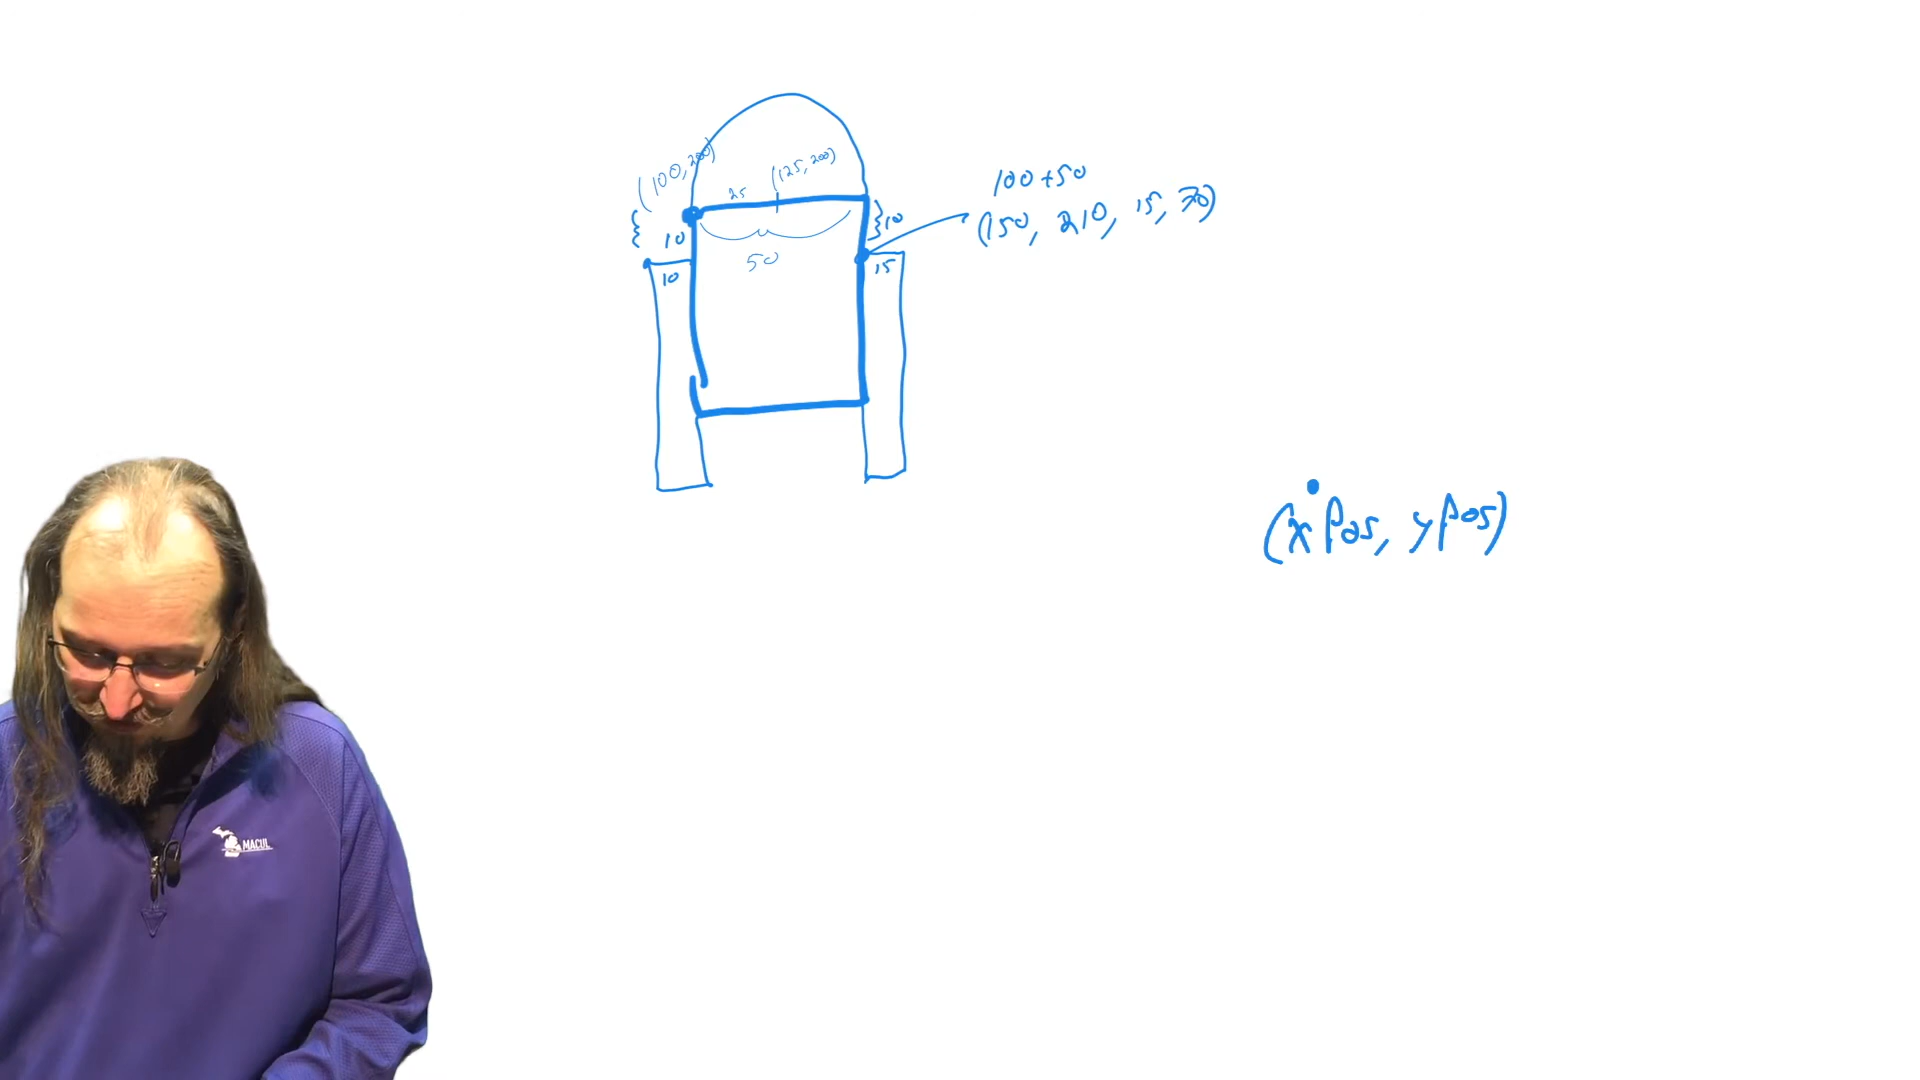 (100, 200)
25
(125, 200)
10
10
50
10
15
100 + 50
(150, 210, 15, 70)
(xPos, yPos)
MACUL